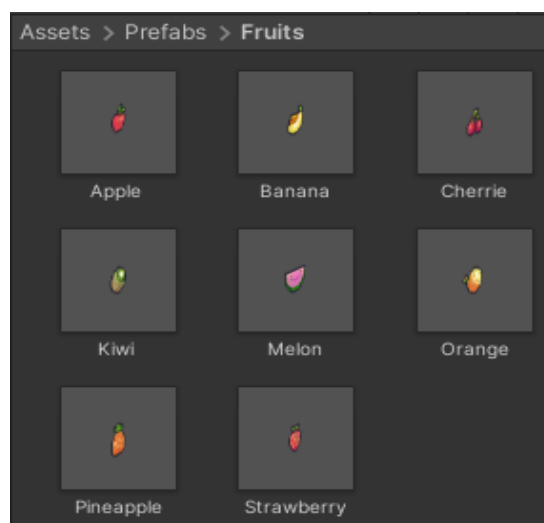 Assets > Prefabs > Fruits
Apple
Banana
Cherrie
Kiwi
Melon
Orange
Pineapple
Strawberry